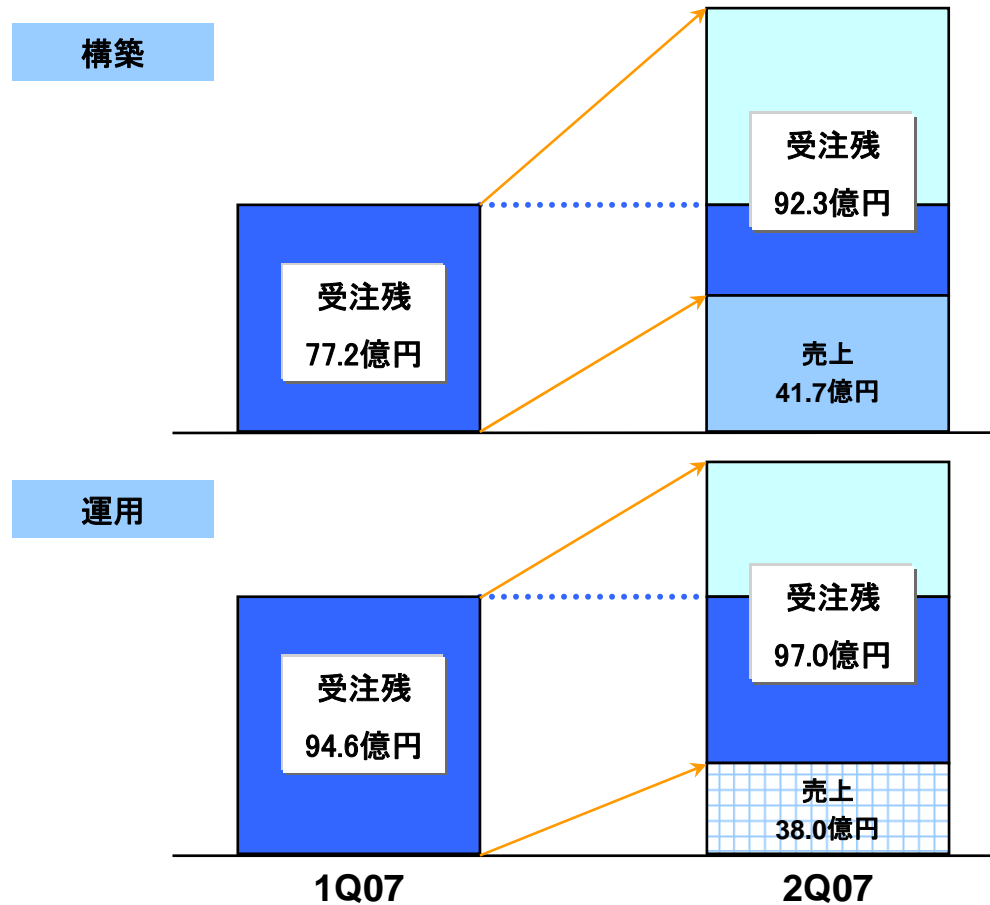 構築
受注残
92.3億円
受注残
77.2億円
売上
41.7億円
運用
受注残
97.0億円
受注残
94.6億円
売上
38.0億円
1Q07
2Q07